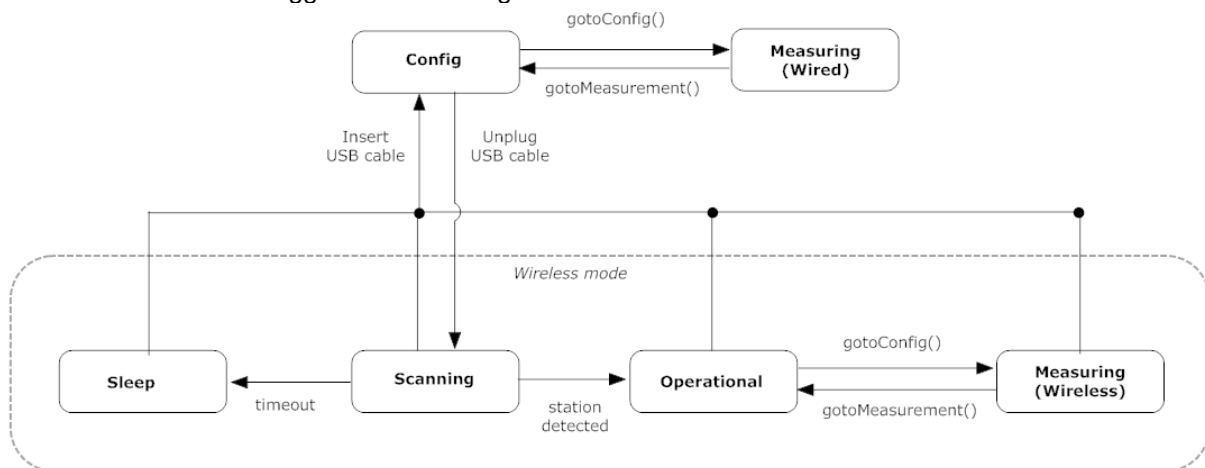 gotoConfig()
Config
Measuring
(Wired)
gotoMeasurement()
Insert
USB cable
Unplug
USB cable
Wireless mode
Sleep
timeout
Scanning
station
detected
Operational
gotoConfig()
gotoMeasurement()
Measuring
(Wireless)